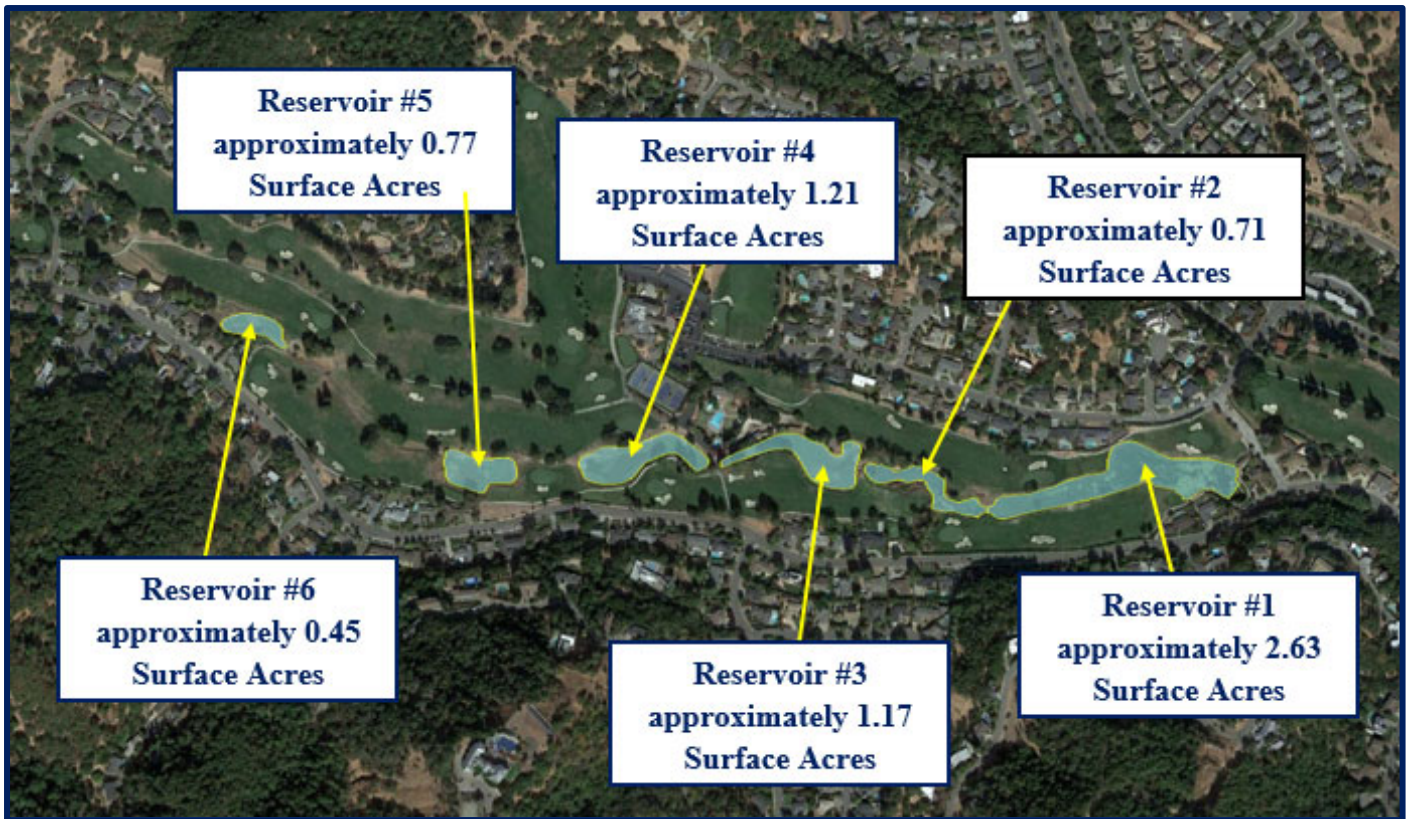 Reservoir #5
approximately 0.77
Surface Acres
Reservoir #4
approximately 1.21
Surface Acres
Reservoir #2
approximately 0.71
Surface Acres
Reservoir #6
approximately 0.45
Surface Acres
Reservoir #3
approximately 1.17
Surface Acres
Reservoir #1
approximately 2.63
Surface Acres